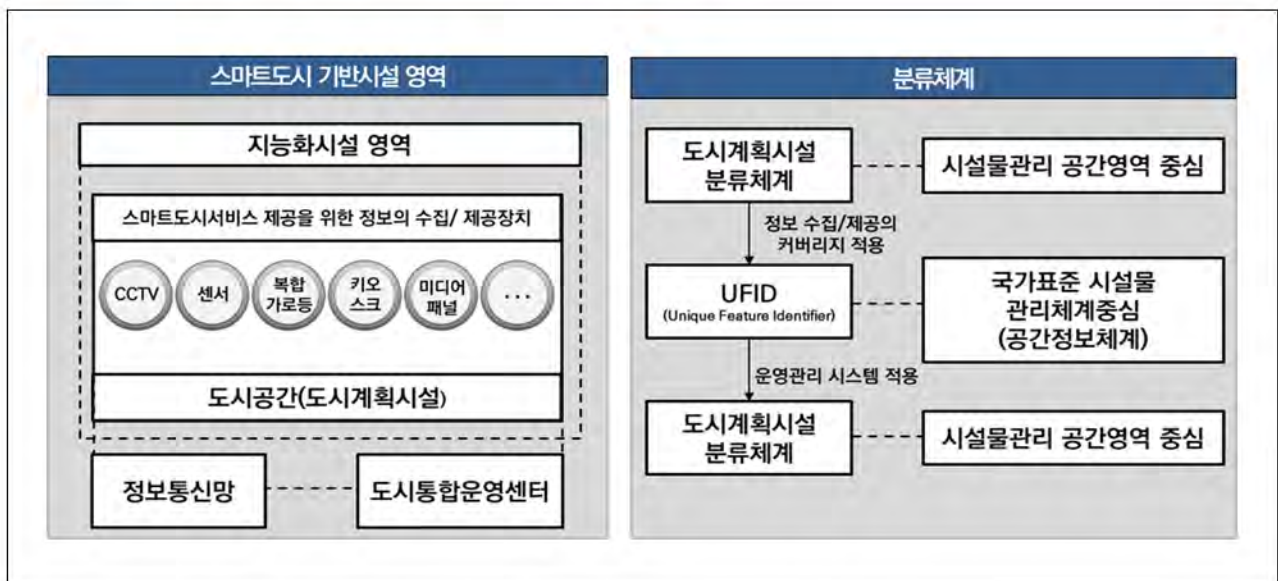 스마트도시 기반시설 영역
지능화시설 영역
스마트도시서비스 제공을 위한 정보의 수집/ 제공장치
CCTV
센서
복합
가로등
키오
스크
미디어
패널
...
도시공간(도시계획시설)
정보통신망
도시통합운영센터
분류체계
도시계획시설
분류체계
시설물관리 공간영역 중심
정보 수집/제공의
커버리지 적용
UFID
(Unique Feature Identifier)
국가표준 시설물
관리체계중심
(공간정보체계)
운영관리 시스템 적용
도시계획시설
분류체계
시설물관리 공간영역 중심